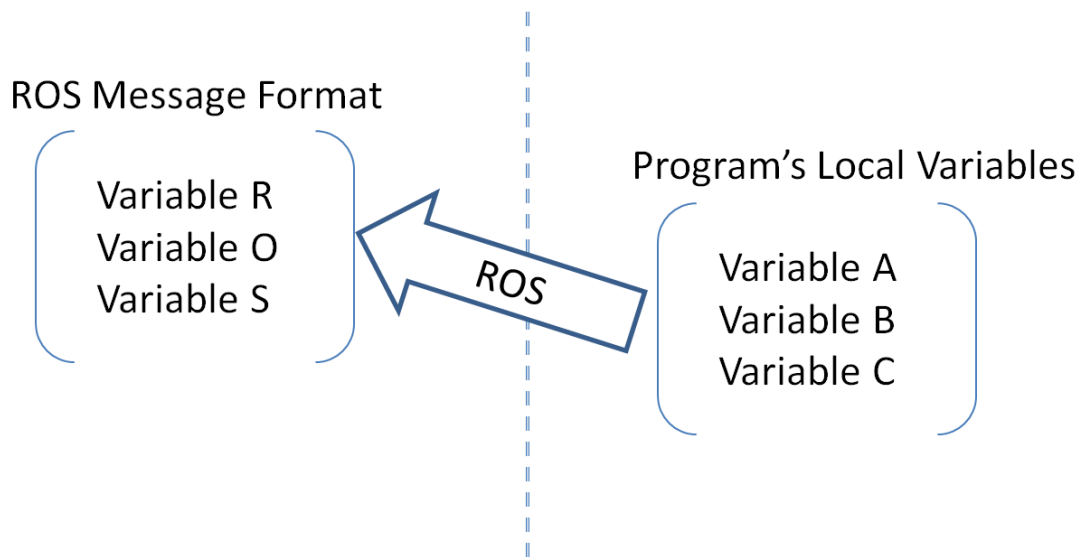 ROS Message Format
Variable R
Variable O
Variable S
ROS
Program's Local Variables
Variable A
Variable B
Variable C